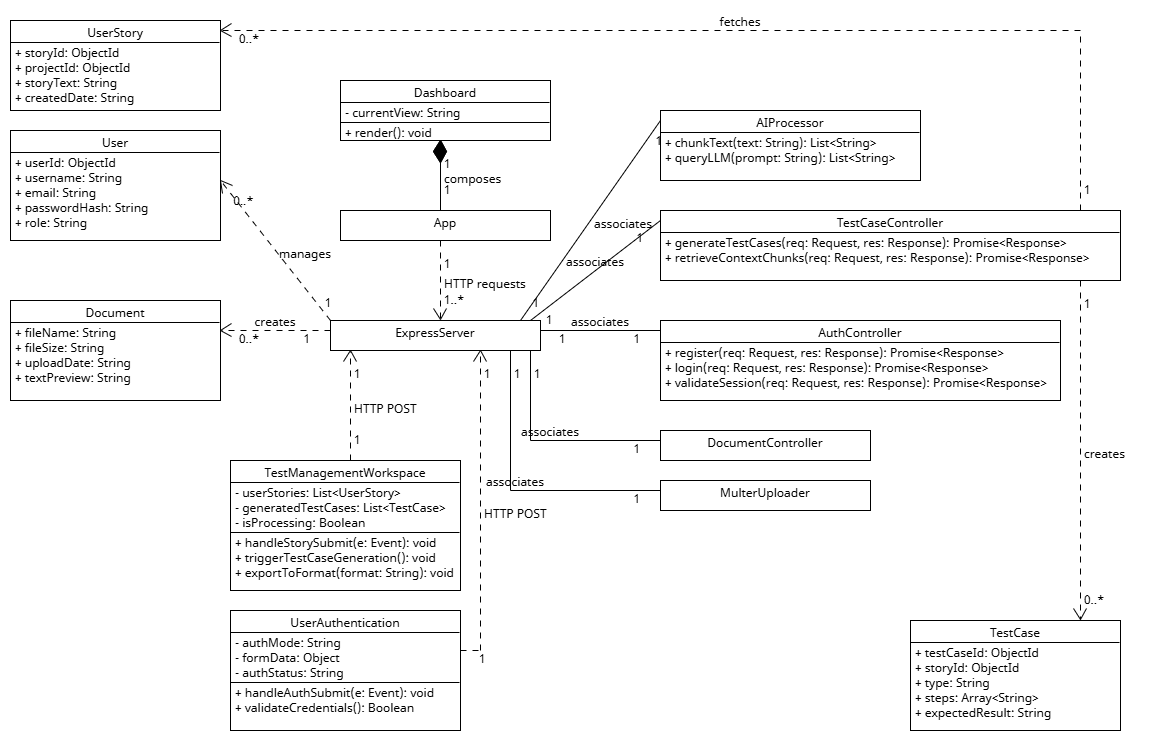 fetches
UserStory
0..*
+ storyId: ObjectId
+ projectId: ObjectId
+ storyText: String
+ createdDate: String
Dashboard
- currentView: String
+ render(): void
1
composes
1
App
1
HTTP requests
1..*
User
+ userId: ObjectId
+ username: String
+ email: String
+ passwordHash: String
+ role: String
0..*
manages
1
AIProcessor
1
+ chunkText(text: String): List<String>
+ queryLLM(prompt: String): List<String>
1
TestCaseController
+ generateTestCases(req: Request, res: Response): Promise<Response>
+ retrieveContextChunks(req: Request, res: Response): Promise<Response>
associates
1
associates
1
1
1
Document
+ fileName: String
+ fileSize: String
+ uploadDate: String
+ textPreview: String
creates
0..*
1
ExpressServer
associates
1
1
AuthController
+ register(req: Request, res: Response): Promise<Response>
+ login(req: Request, res: Response): Promise<Response>
+ validateSession(req: Request, res: Response): Promise<Response>
1
1
1
1
HTTP POST
1
associates
1
DocumentController
associates
1
MulterUploader
HTTP POST
creates
TestManagementWorkspace
- userStories: List<UserStory>
- generatedTestCases: List<TestCase>
- isProcessing: Boolean
+ handleStorySubmit(e: Event): void
+ triggerTestCaseGeneration(): void
+ exportToFormat(format: String): void
UserAuthentication
- authMode: String
- formData: Object
- authStatus: String
+ handleAuthSubmit(e: Event): void
+ validateCredentials(): Boolean
1
0..*
TestCase
+ testCaseId: ObjectId
+ storyId: ObjectId
+ type: String
+ steps: Array<String>
+ expectedResult: String